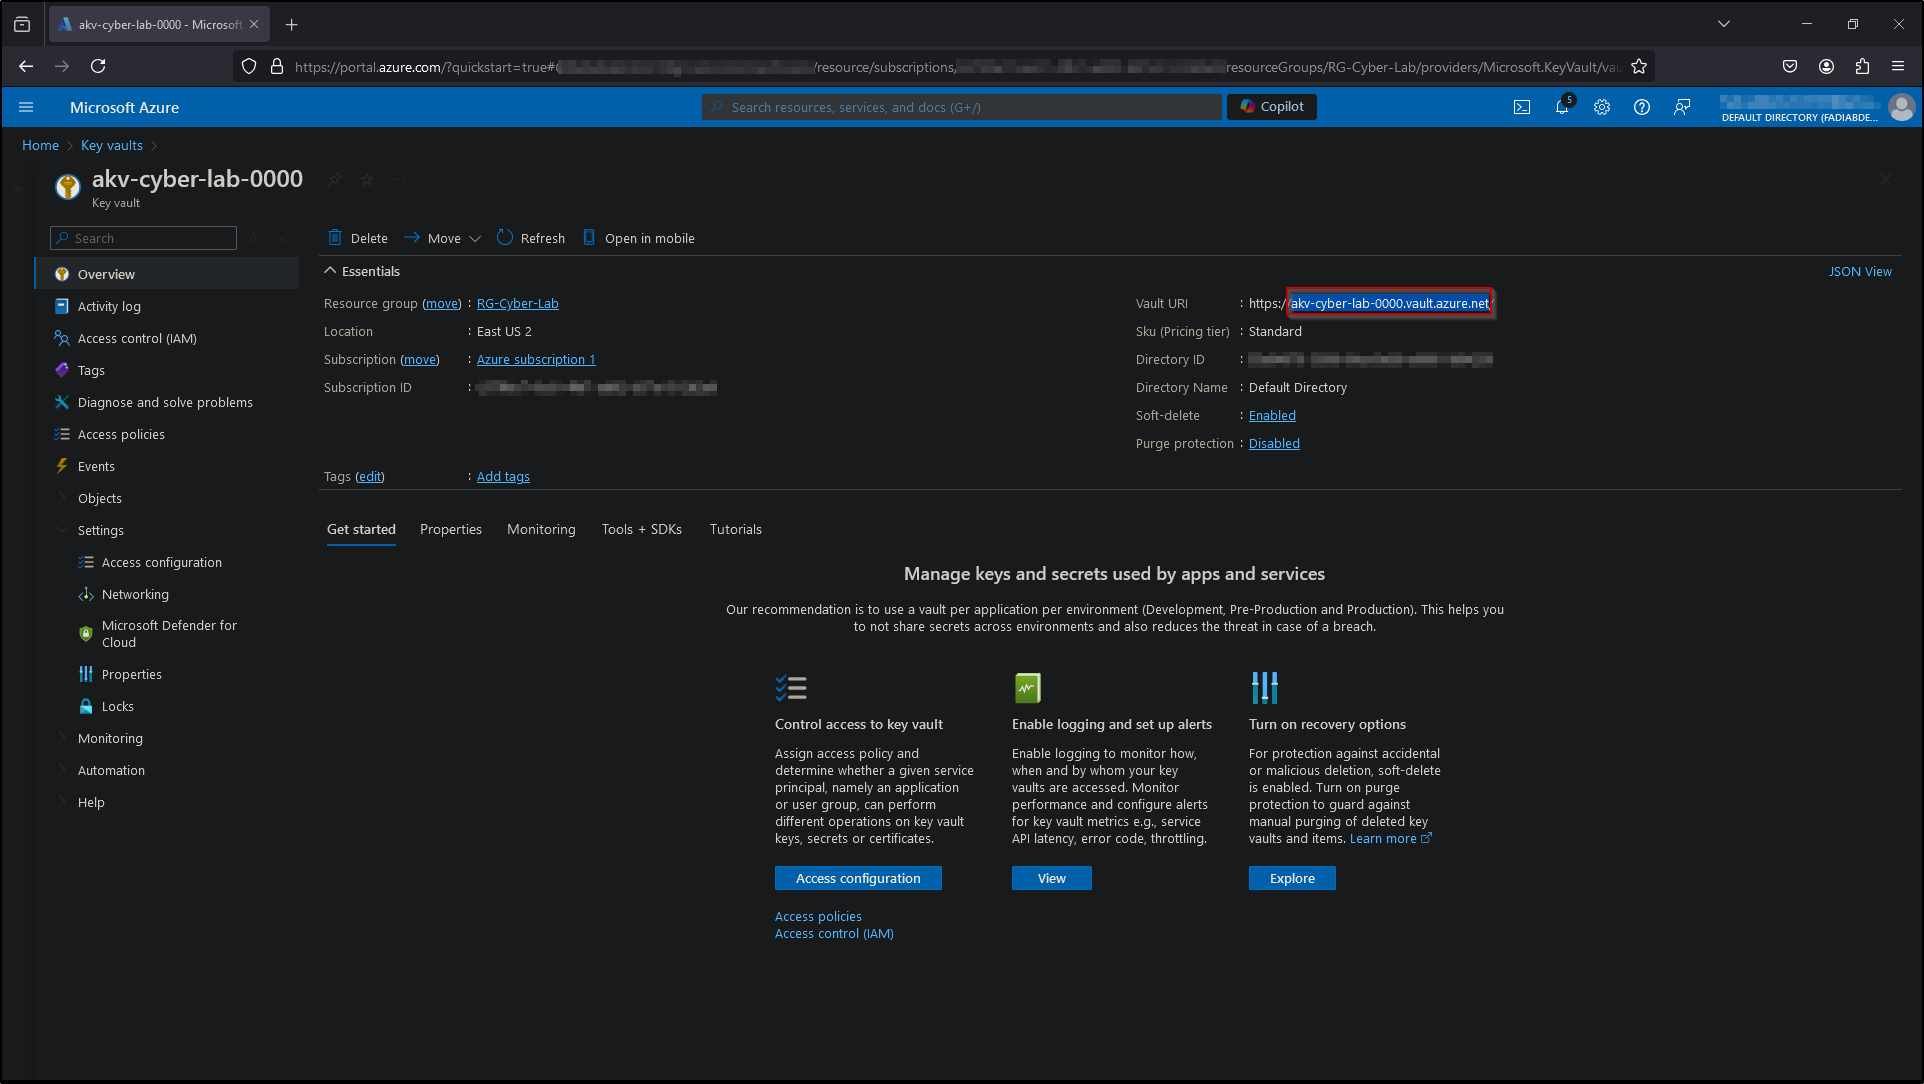 akv-cyber-lab-0000 - Microsoft
https://portal.azure.com/?quickstart=true# /resource/subscriptions/ resourceGroups/RG-Cyber-Lab/providers/Microsoft.KeyVault/vau
Microsoft Azure
Search resources, services, and docs (G+/)
Copilot
5
DEFAULT DIRECTORY (FADIABDE...
Home > Key vaults >
akv-cyber-lab-0000
Key vault
Search
Delete Move Refresh Open in mobile
Overview
Activity log
Access control (IAM)
Tags
Diagnose and solve problems
Access policies
Events
Objects
Settings
Access configuration
Networking
Microsoft Defender for
Cloud
Properties
Locks
Monitoring
Automation
Help
Essentials
JSON View
Resource group (move) : RG-Cyber-Lab
Location : East US 2
Subscription (move) : Azure subscription 1
Subscription ID :
Vault URI : https://akv-cyber-lab-0000.vault.azure.net/
Sku (Pricing tier) : Standard
Directory ID :
Directory Name : Default Directory
Soft-delete : Enabled
Purge protection : Disabled
Tags (edit) : Add tags
Get started Properties Monitoring Tools + SDKs Tutorials
Manage keys and secrets used by apps and services
Our recommendation is to use a vault per application per environment (Development, Pre-Production and Production). This helps you
to not share secrets across environments and also reduces the threat in case of a breach.
Control access to key vault
Assign access policy and
determine whether a given service
principal, namely an application
or user group, can perform
different operations on key vault
keys, secrets or certificates.
Access configuration
Access policies
Access control (IAM)
Enable logging and set up alerts
Enable logging to monitor how,
when and by whom your key
vaults are accessed. Monitor
performance and configure alerts
for key vault metrics e.g., service
API latency, error code, throttling.
View
Turn on recovery options
For protection against accidental
or malicious deletion, soft-delete
is enabled. Turn on purge
protection to guard against
manual purging of deleted key
vaults and items. Learn more
Explore